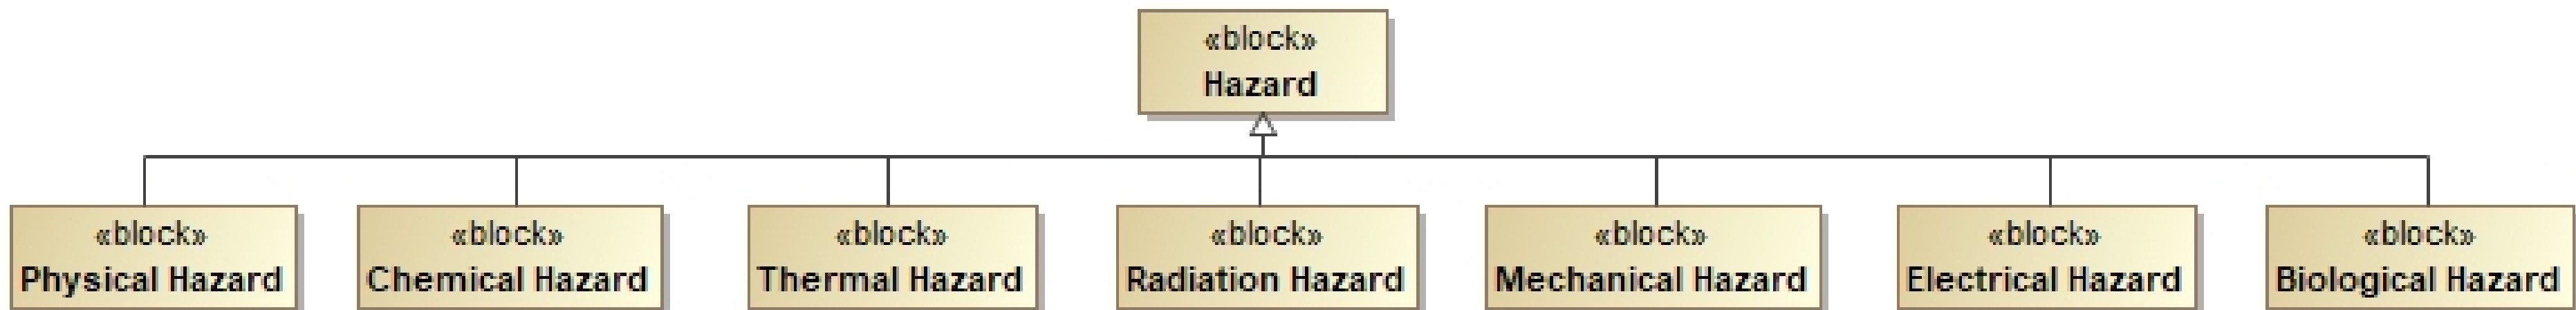 «block»
Hazard
«block»
Physical Hazard
«block»
Chemical Hazard
«block»
Thermal Hazard
«block»
Radiation Hazard
«block»
Mechanical Hazard
«block»
Electrical Hazard
«block»
Biological Hazard